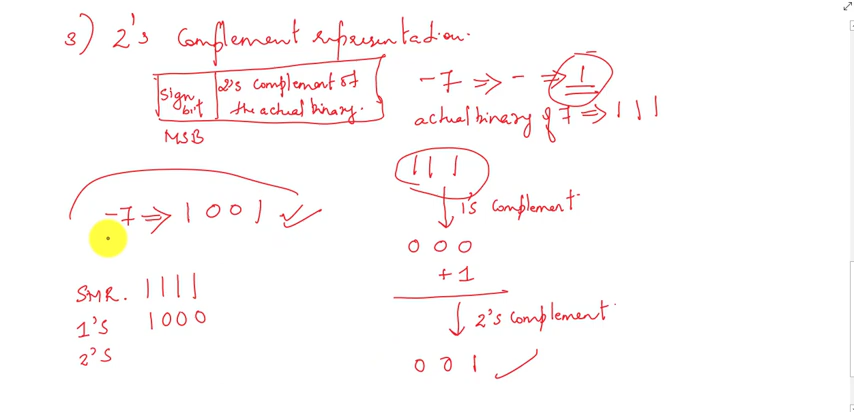 3) 2's Complement representation.
Sign bit | 2's complement of the actual binary.
MSB
-7 ⇒ - ⇒ 1
actual binary of 7 ⇒ 111
111
1's complement
000
+1
2's complement
001 ✓
-7 ⇒ 1001 ✓
SMR. 1111
1's 1000
2's